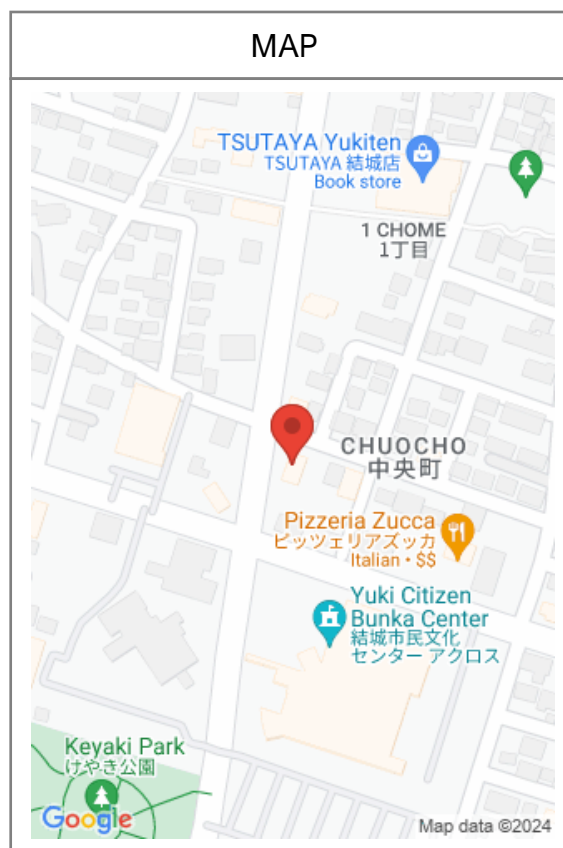 MAP
TSUTAYA Yukiten
TSUTAYA 結城店
Book store
1 CHOME
1丁目
CHUOCHO
中央町
Pizzeria Zucca
ピッツェリアズッカ
Italian • $$
Yuki Citizen
Bunka Center
結城市民文化
センター アクロス
Keyaki Park
けやき公園
Google
Map data ©2024